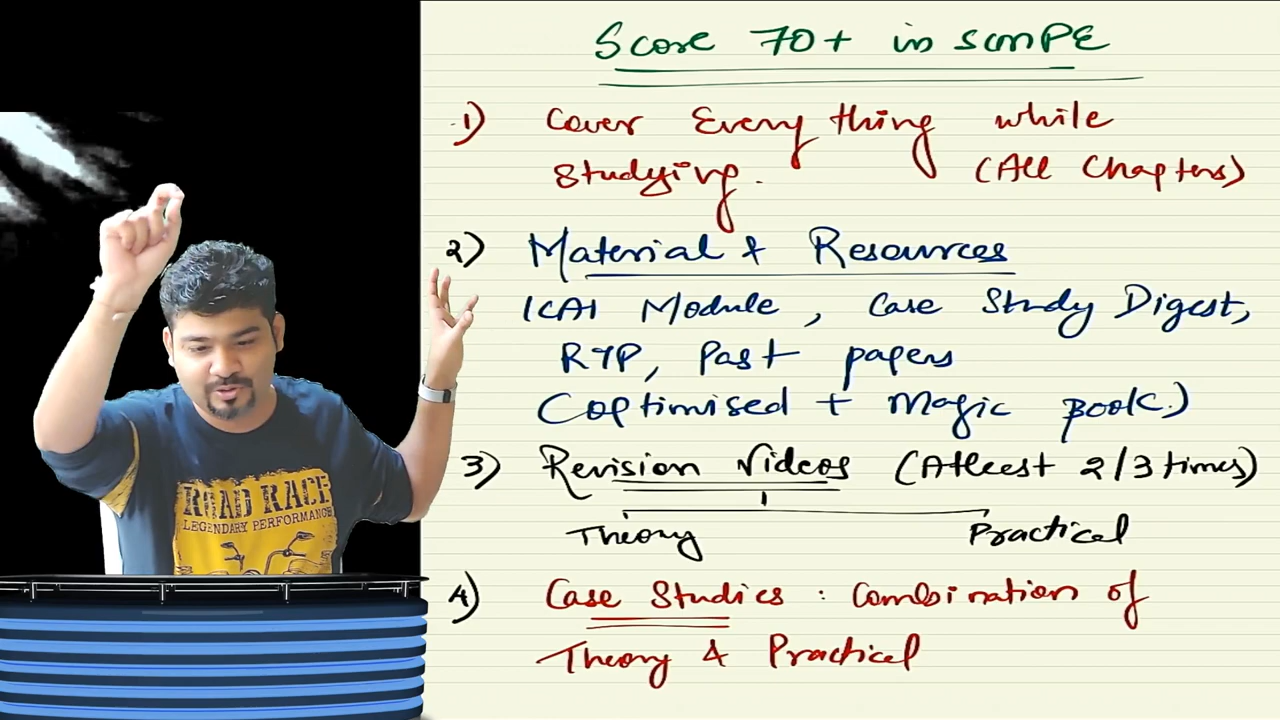 Score 70+ in SCMPE
1) Cover Everything while
studying. (All Chapters)
2) Material & Resources
ICAI Module, Case Study Digest,
RTP, Past papers
(optimised + Magic Book.)
3) Revision Videos (Atleest 2/3 times)
Theory Practical
4) Case Studies : Combination of
Theory & Practical
ROAD RACE
LEGENDARY PERFORMANCE